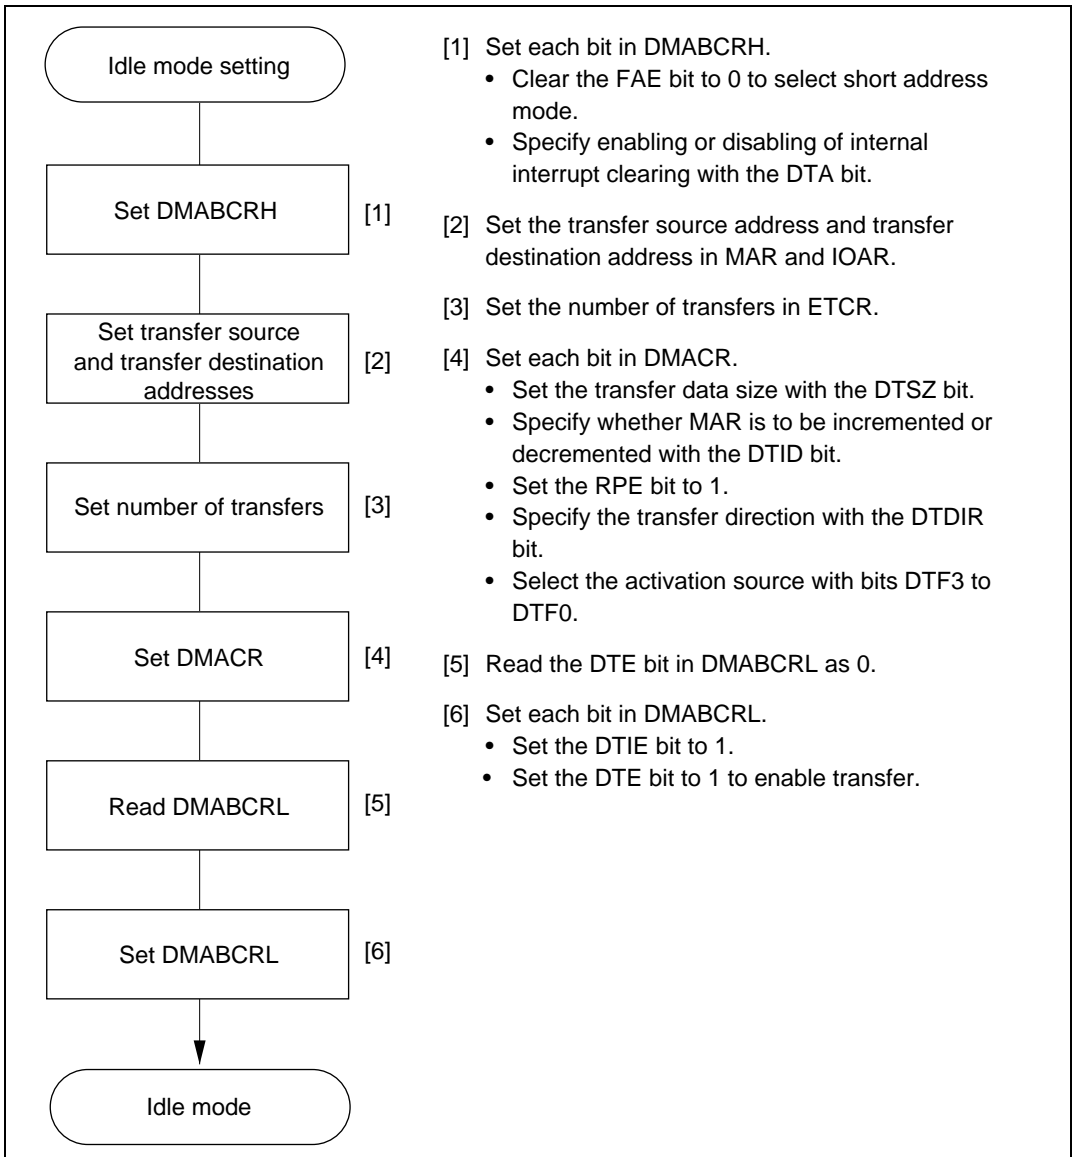 Idle mode setting
Set DMABCRH
[1]
Set transfer source
and transfer destination
addresses
[2]
Set number of transfers
[3]
Set DMACR
[4]
Read DMABCRL
[5]
Set DMABCRL
[6]
Idle mode
[1] Set each bit in DMABCRH.
• Clear the FAE bit to 0 to select short address
mode.
• Specify enabling or disabling of internal
interrupt clearing with the DTA bit.
[2] Set the transfer source address and transfer
destination address in MAR and IOAR.
[3] Set the number of transfers in ETCR.
[4] Set each bit in DMACR.
• Set the transfer data size with the DTSZ bit.
• Specify whether MAR is to be incremented or
decremented with the DTID bit.
• Set the RPE bit to 1.
• Specify the transfer direction with the DTDIR
bit.
• Select the activation source with bits DTF3 to
DTF0.
[5] Read the DTE bit in DMABCRL as 0.
[6] Set each bit in DMABCRL.
• Set the DTIE bit to 1.
• Set the DTE bit to 1 to enable transfer.